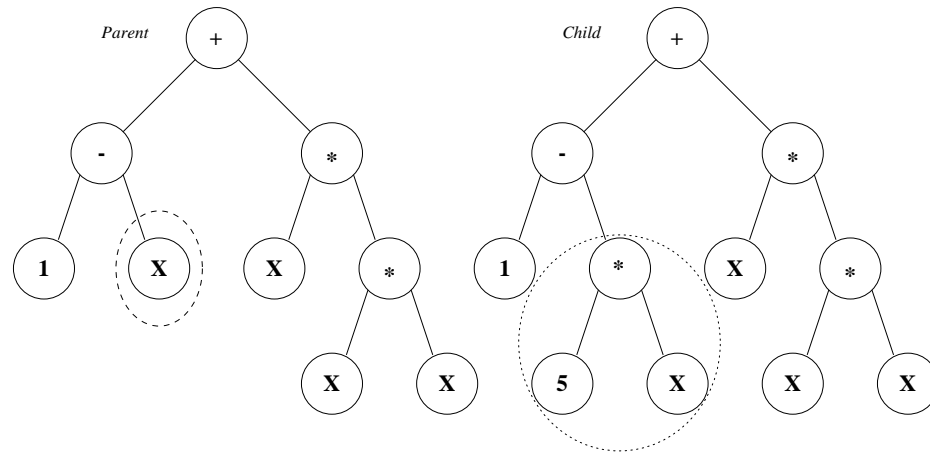 Parent + Child +
- * - *
1 X X * 1 * X *
X X 5 X X X